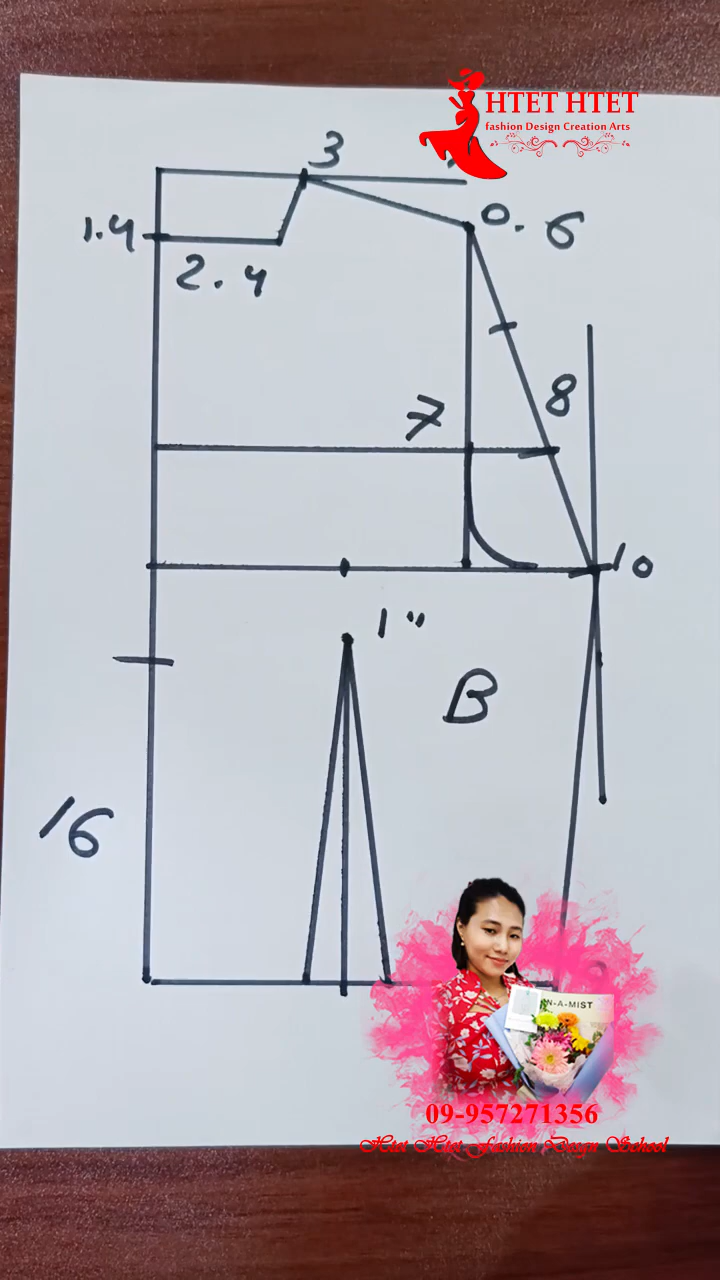 HTET HTET
fashion Design Creation Arts
3
0.6
1.4
2.4
8
7
10
1"
B
16
N-A-MIST
09-957271356
Htet Htet Fashion Desgn School